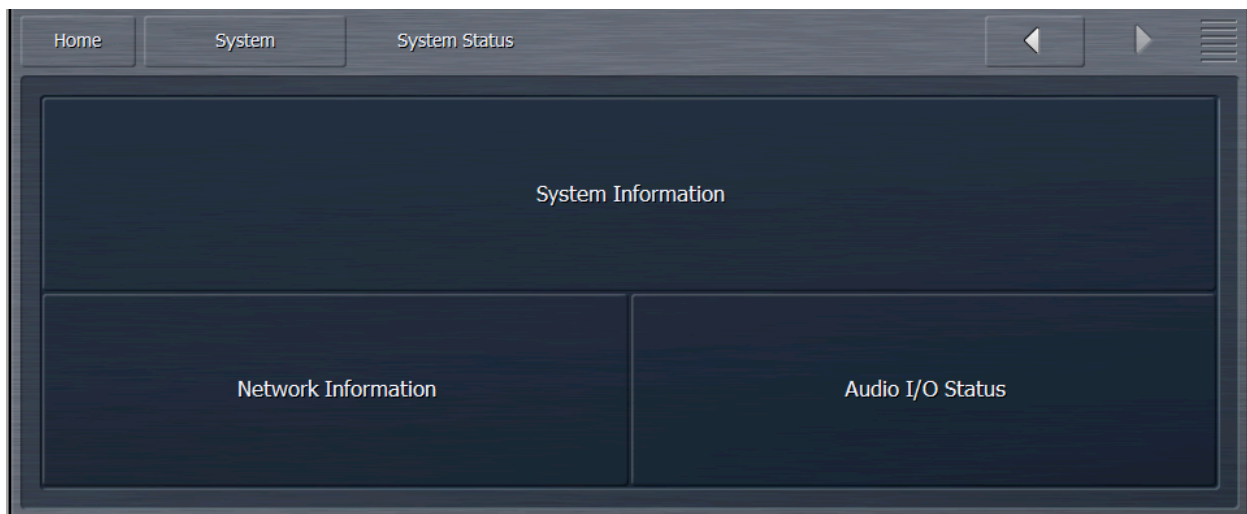 Home System System Status
System Information
Network Information Audio I/O Status